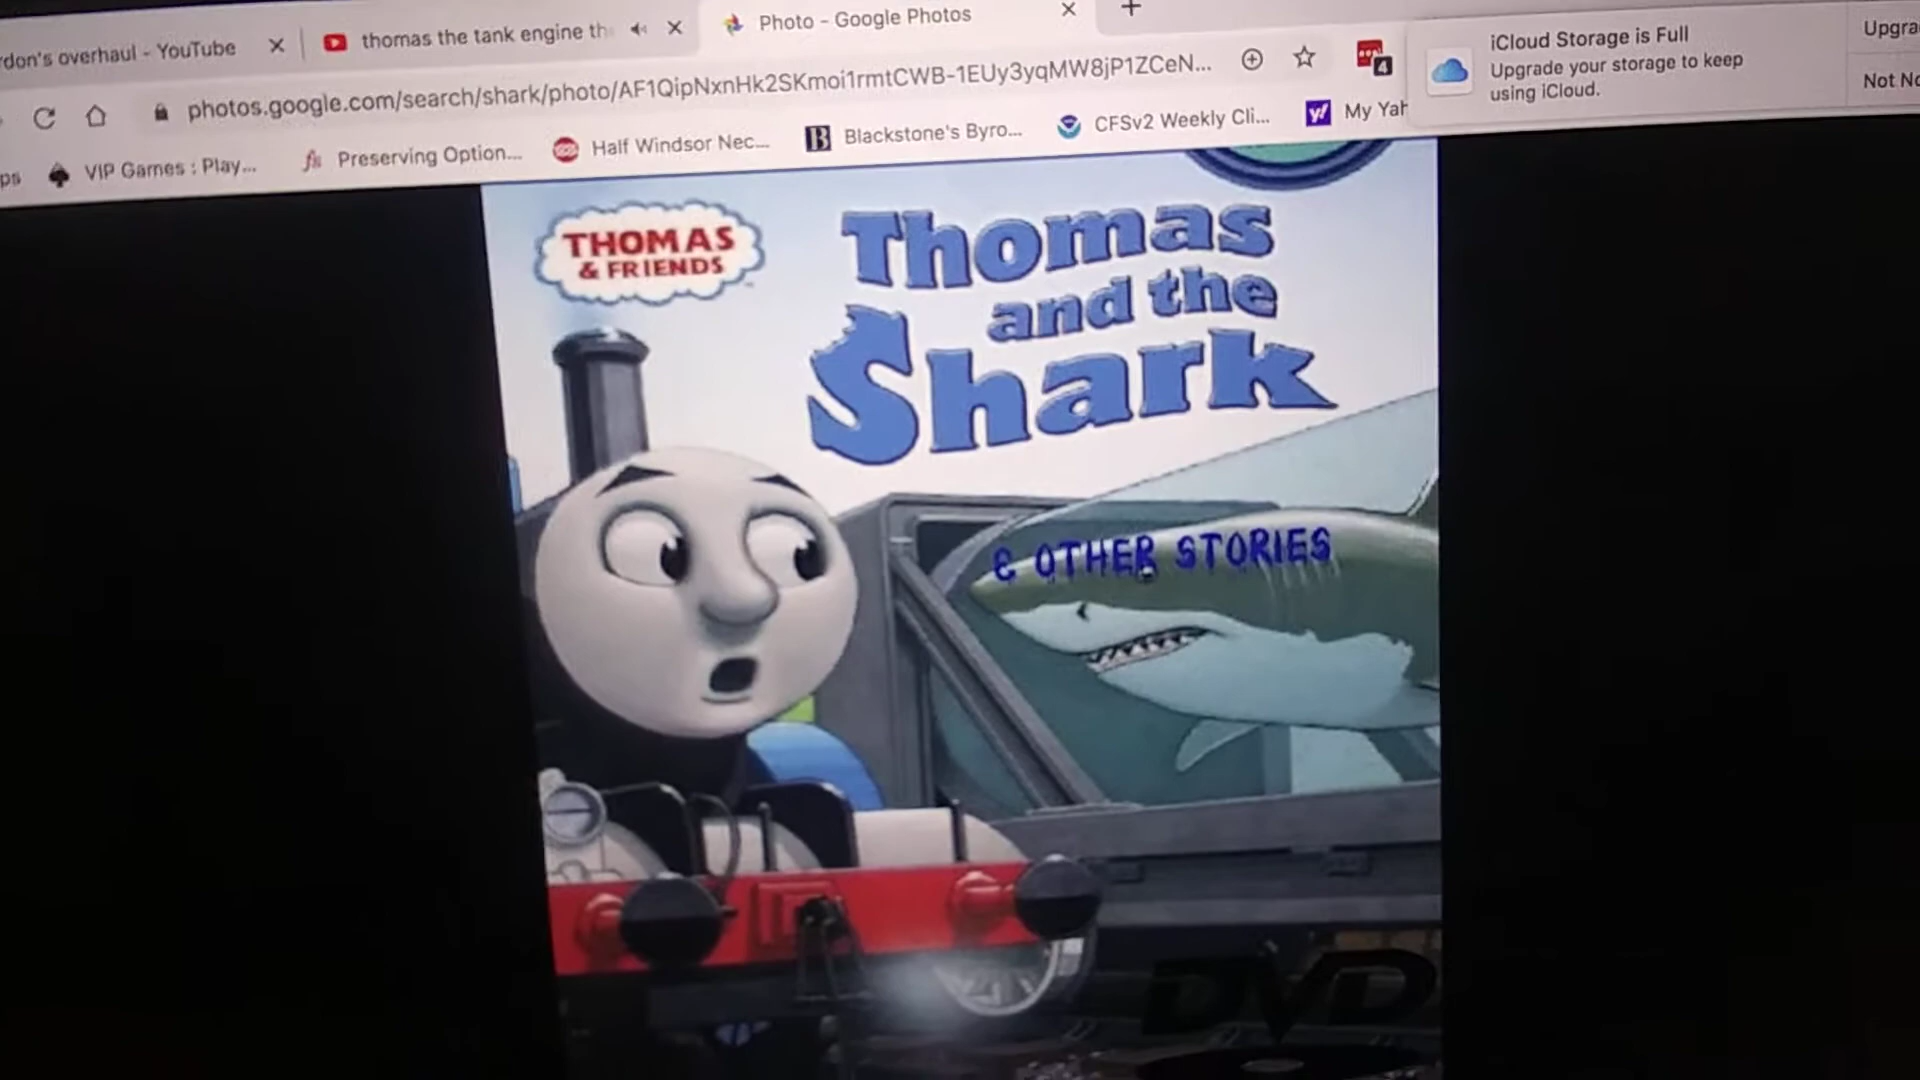 rdon's overhaul - YouTube
thomas the tank engine th
Photo - Google Photos
photos.google.com/search/shark/photo/AF1QipNxnHk2SKmoi1rmtCWB-1EUy3yqMW8jP1ZCeN...
4
iCloud Storage is Full
Upgrade your storage to keep
using iCloud.
Upgra
Not No
ps
VIP Games : Play...
Preserving Option...
Half Windsor Nec...
Blackstone's Byro...
CFSv2 Weekly Cli...
My Yah
THOMAS
& FRIENDS
Thomas
and the
Shark
& OTHER STORIES
DVD